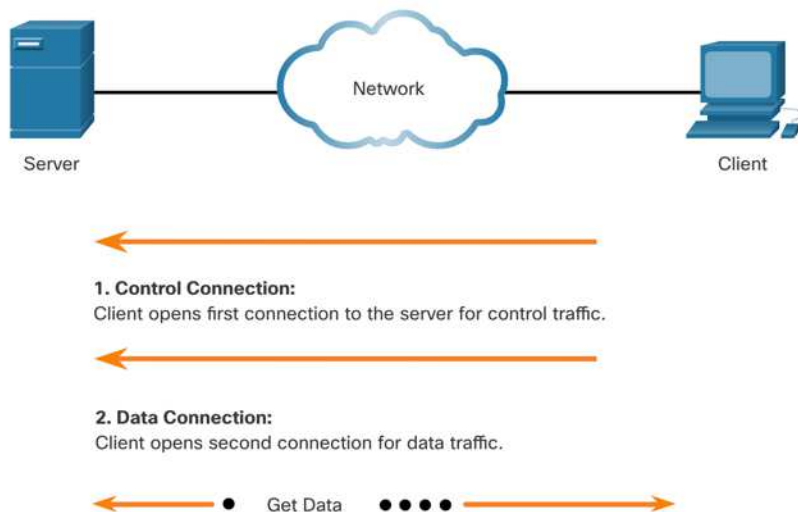 Network
Server
Client
1. Control Connection:
Client opens first connection to the server for control traffic.
2. Data Connection:
Client opens second connection for data traffic.
Get Data